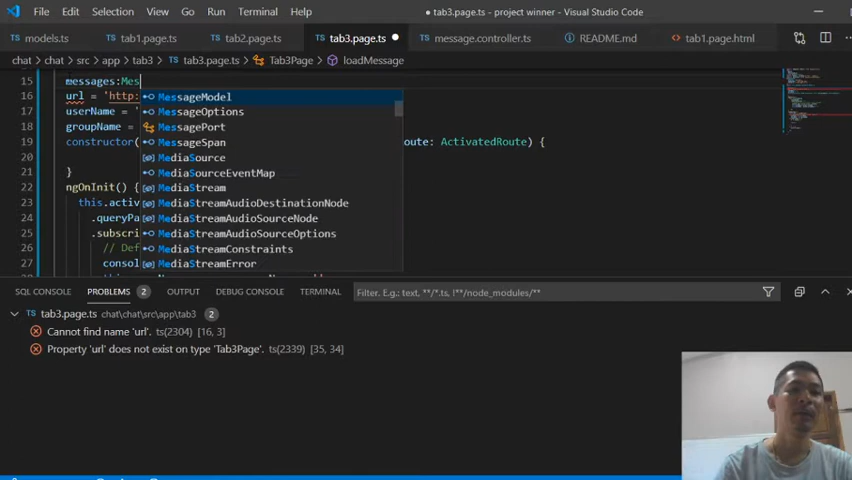 File Edit Selection View Go Run Terminal Help
● tab3.page.ts - project winner - Visual Studio Code
TS models.ts TS tab1.page.ts TS tab2.page.ts TS tab3.page.ts ● TS message.controller.ts README.md tab1.page.html
chat > chat > src > app > tab3 > TS tab3.page.ts > Tab3Page > loadMessage
15 messages:Mes
16 url = 'http:
17 userName = '
18 groupName =
19 constructor( oute: ActivatedRoute) {
20
21 }
22 ngOnInit() {
23 this.activ
24 .queryPa
25 .subscri
26 // Def
27 consol
28
MessageModel
MessageOptions
MessagePort
MessageSpan
MediaSource
MediaSourceEventMap
MediaStream
MediaStreamAudioDestinationNode
MediaStreamAudioSourceNode
MediaStreamAudioSourceOptions
MediaStreamConstraints
MediaStreamError
SQL CONSOLE PROBLEMS 2 OUTPUT DEBUG CONSOLE TERMINAL Filter. E.g.: text, **/*.ts, !**/node_modules/**
TS tab3.page.ts chat\chat\src\app\tab3 2
Cannot find name 'url'. ts(2304) [16, 3]
Property 'url' does not exist on type 'Tab3Page'. ts(2339) [35, 34]